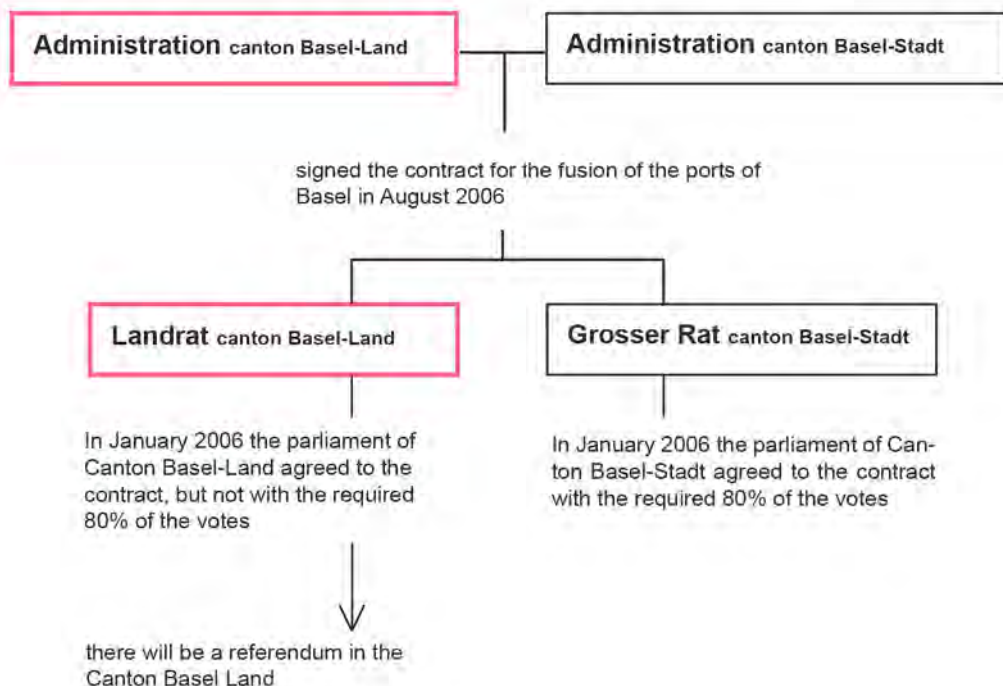 Administration canton Basel-Land
Administration canton Basel-Stadt
signed the contract for the fusion of the ports of
Basel in August 2006
Landrat canton Basel-Land
Grosser Rat canton Basel-Stadt
In January 2006 the parliament of
Canton Basel-Land agreed to the
contract, but not with the required
80% of the votes
In January 2006 the parliament of Can-
ton Basel-Stadt agreed to the contract
with the required 80% of the votes
there will be a referendum in the
Canton Basel Land